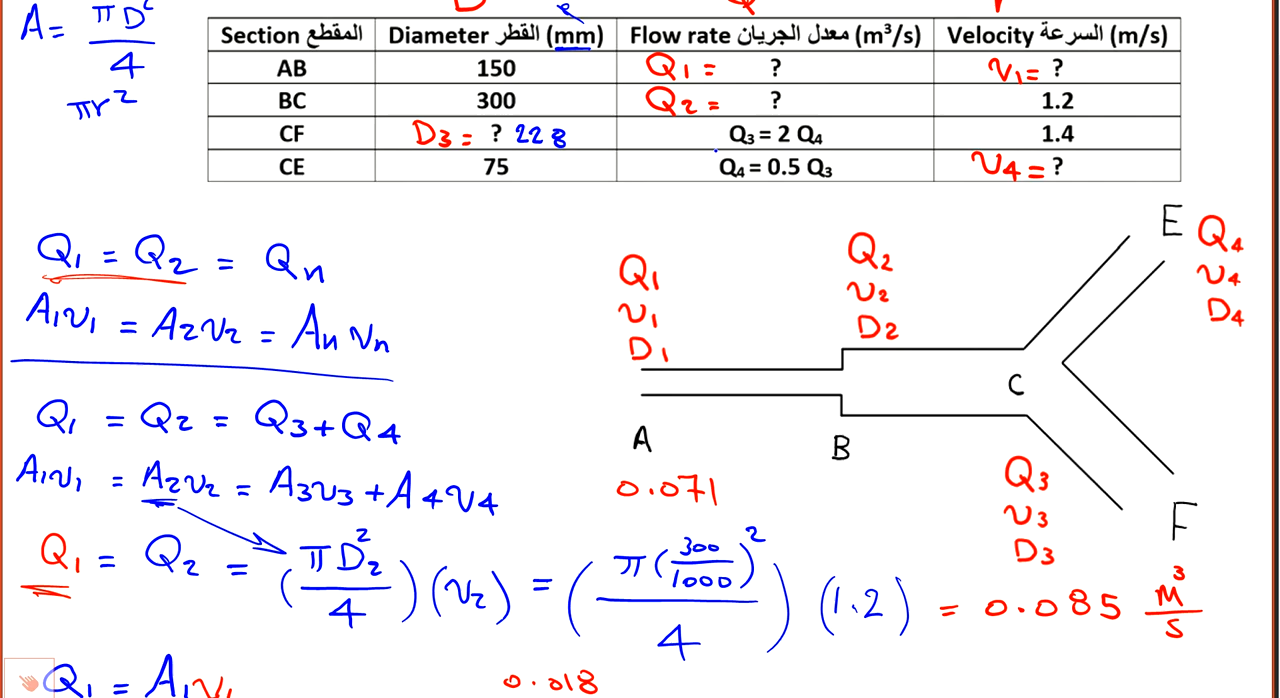 A = πD²/4
πr²
Section المقطع | Diameter القطر (mm) | Flow rate معدل الجريان (m³/s) | Velocity السرعة (m/s)
AB | 150 | Q1 = ? | v1 = ?
BC | 300 | Q2 = ? | 1.2
CF | D3 = ? 228 | Q₃ = 2 Q₄ | 1.4
CE | 75 | Q₄ = 0.5 Q₃ | v4 = ?
Q1 = Q2 = Qn
A1v1 = A2v2 = An vn
Q1 = Q2 = Q3 + Q4
A1v1 = A2v2 = A3v3 + A4v4
Q1 = Q2 = (πD2²/4)(v2) = (π(300/1000)²/4)(1.2) = 0.085 M³/S
Q1 = A1v1
0.018
Q1
v1
D1
Q2
v2
D2
E
Q4
v4
D4
A
B
C
0.071
Q3
v3
D3
F